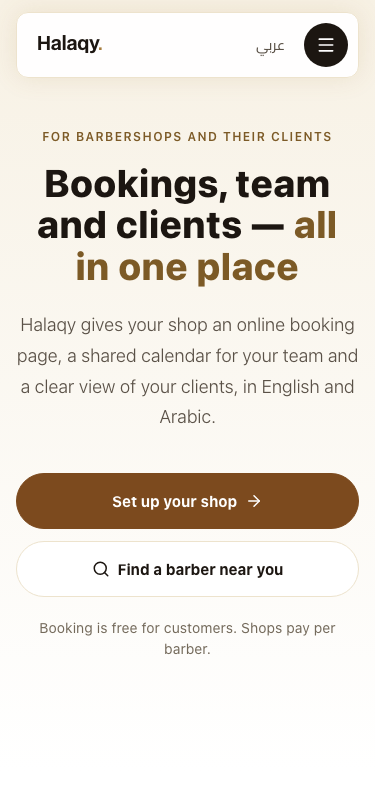 Halaqy.
عربي
FOR BARBERSHOPS AND THEIR CLIENTS
Bookings, team
and clients — all
in one place
Halaqy gives your shop an online booking
page, a shared calendar for your team and
a clear view of your clients, in English and
Arabic.
Set up your shop
Find a barber near you
Booking is free for customers. Shops pay per
barber.